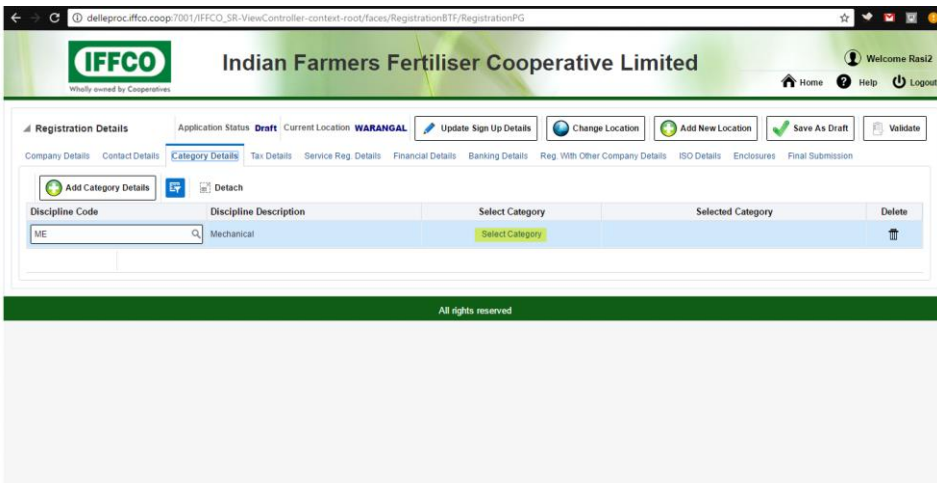 delleproc.iffco.coop:7001/IFFCO_SR-ViewController-context-root/faces/RegistrationBTF/RegistrationPG
IFFCO
Wholly owned by Cooperatives
Indian Farmers Fertiliser Cooperative Limited
Welcome Rasi2
Home Help Logout
Registration Details Application Status Draft Current Location WARANGAL Update Sign Up Details Change Location Add New Location Save As Draft Validate
Company Details Contact Details Category Details Tax Details Service Reg. Details Financial Details Banking Details Reg. With Other Company Details ISO Details Enclosures Final Submission
Add Category Details Detach
Discipline Code Discipline Description Select Category Selected Category Delete
ME Mechanical Select Category
All rights reserved